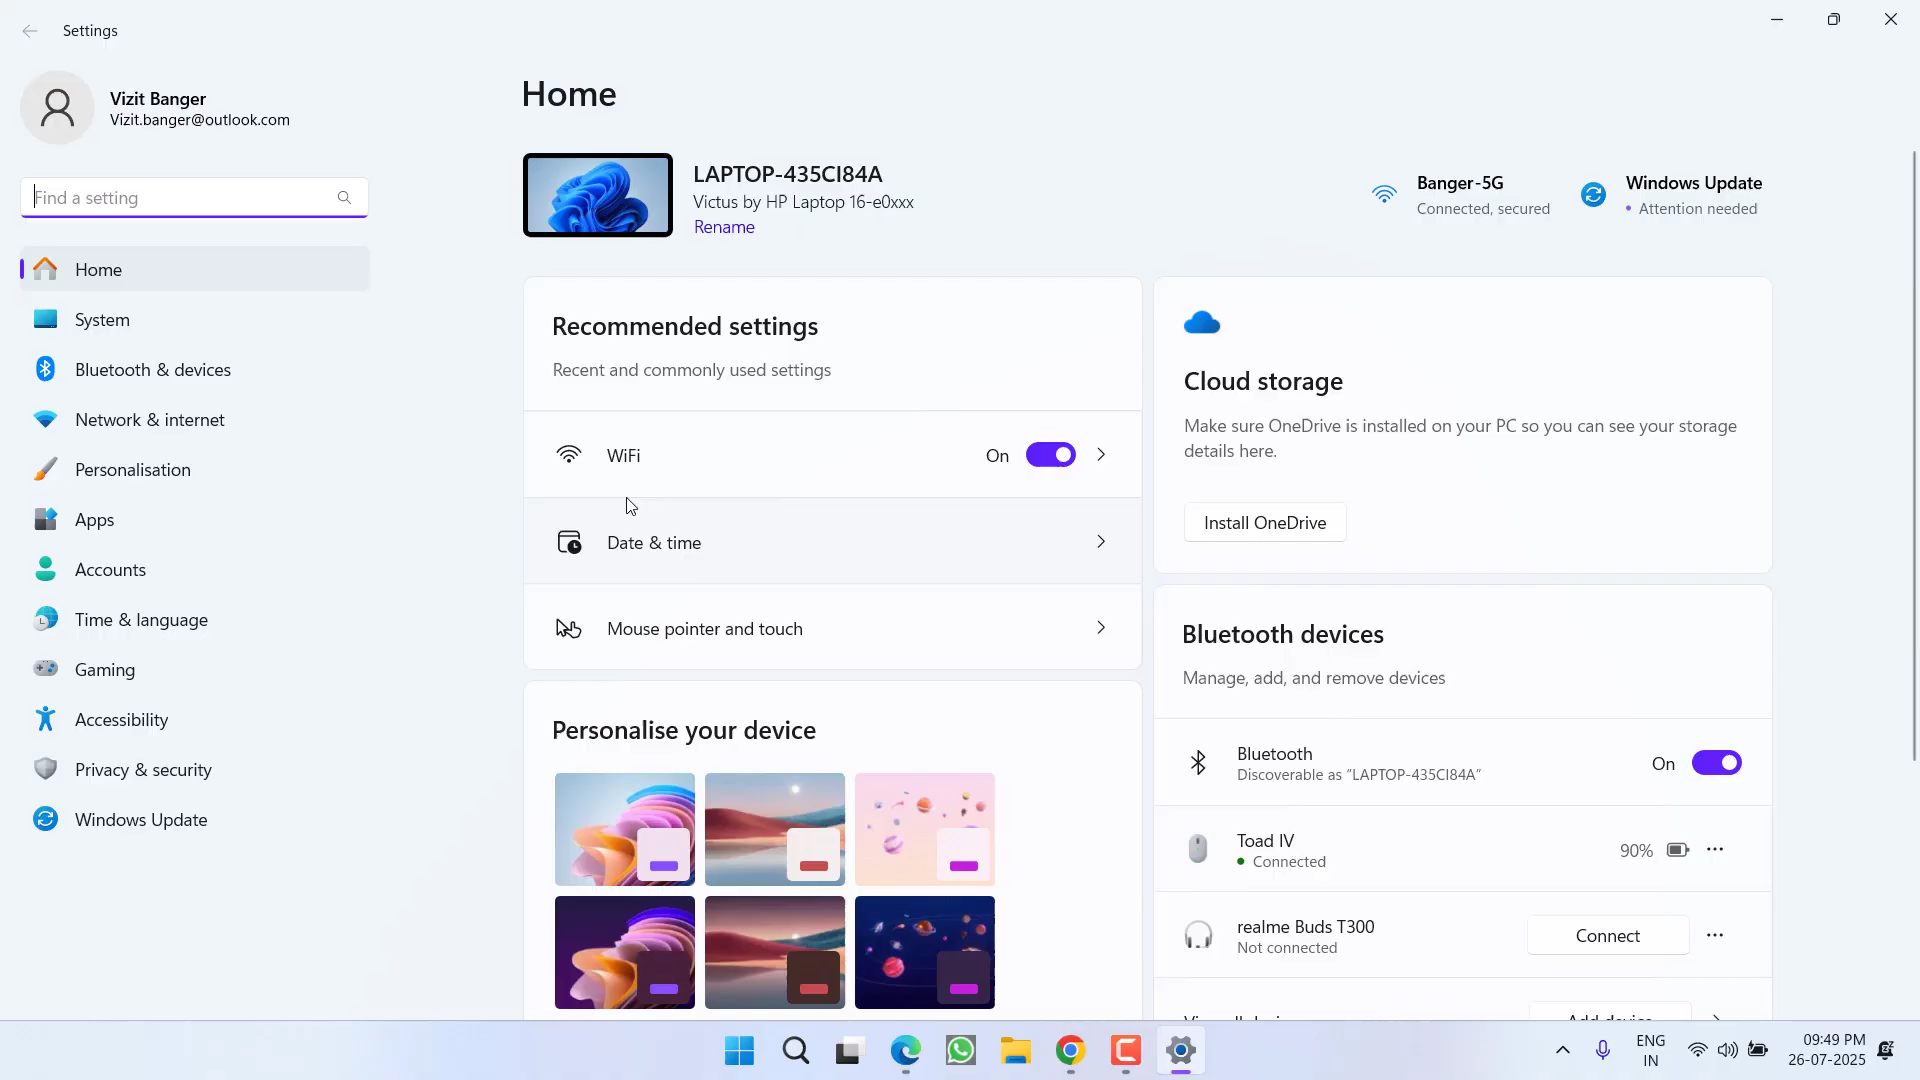 Settings
Vizit Banger
Vizit.banger@outlook.com
Find a setting
Home
System
Bluetooth & devices
Network & internet
Personalisation
Apps
Accounts
Time & language
Gaming
Accessibility
Privacy & security
Windows Update
Home
LAPTOP-435CI84A
Victus by HP Laptop 16-e0xxx
Rename
Banger-5G
Connected, secured
Windows Update
• Attention needed
Recommended settings
Recent and commonly used settings
WiFi
On
Date & time
Mouse pointer and touch
Personalise your device
Cloud storage
Make sure OneDrive is installed on your PC so you can see your storage
details here.
Install OneDrive
Bluetooth devices
Manage, add, and remove devices
Bluetooth
Discoverable as "LAPTOP-435CI84A"
On
Toad IV
Connected
90%
realme Buds T300
Not connected
Connect
ENG
IN
09:49 PM
26-07-2025